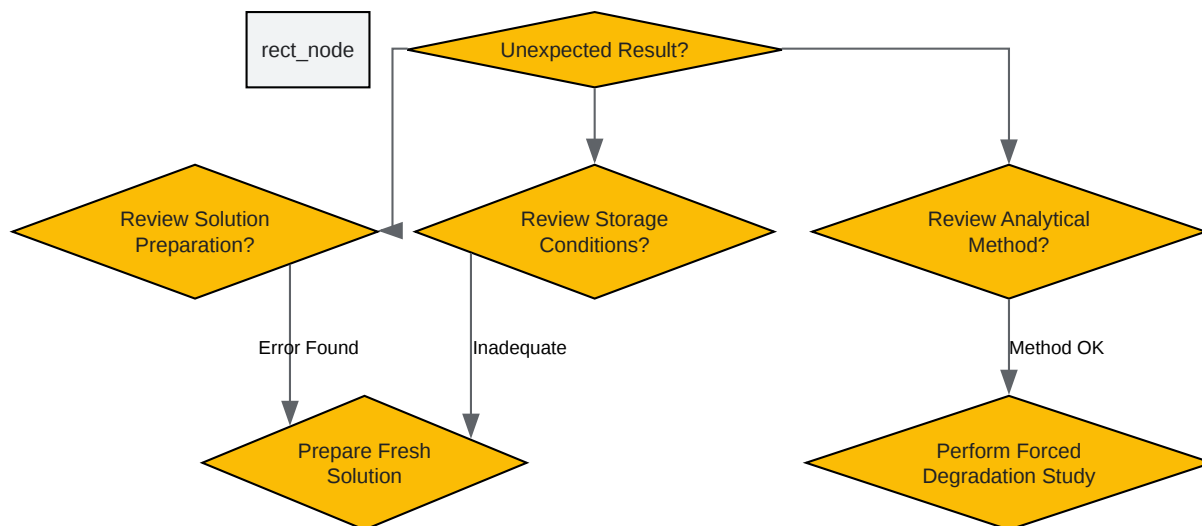 rect_node
Unexpected Result?
Review Solution
Preparation?
Review Storage
Conditions?
Review Analytical
Method?
Error Found
Inadequate
Method OK
Prepare Fresh
Solution
Perform Forced
Degradation Study